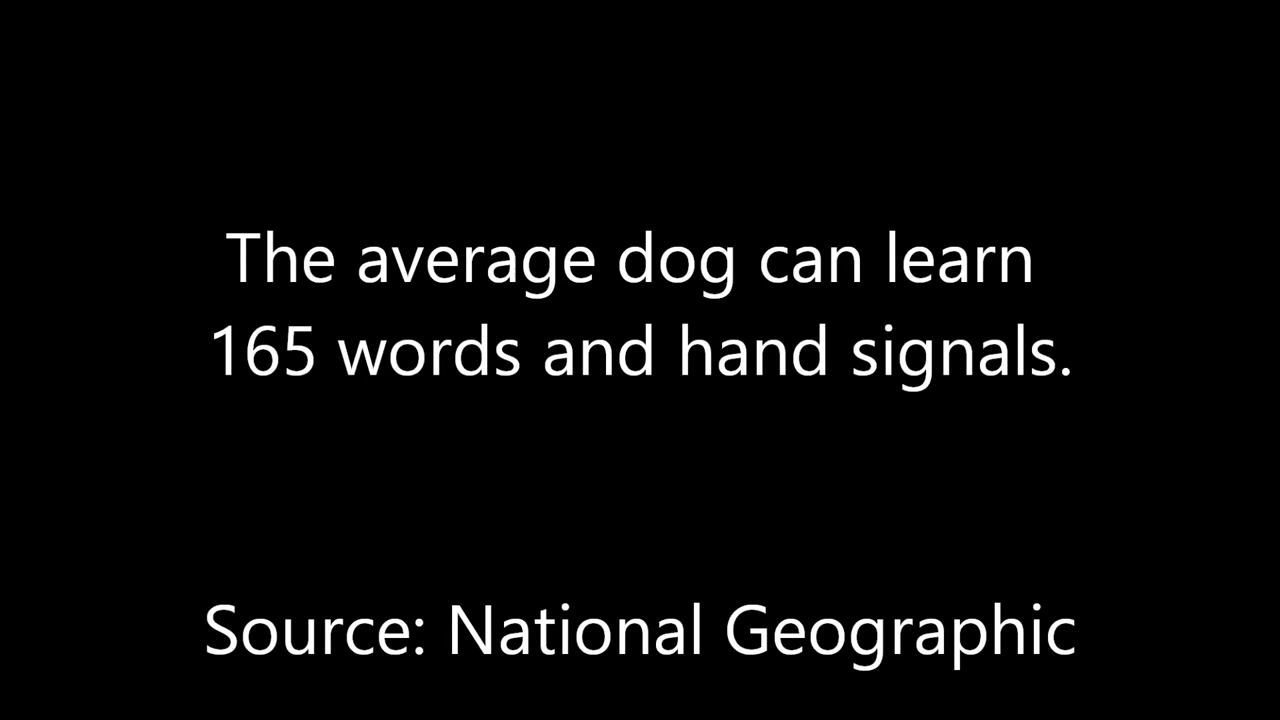 The average dog can learn
165 words and hand signals.
Source: National Geographic